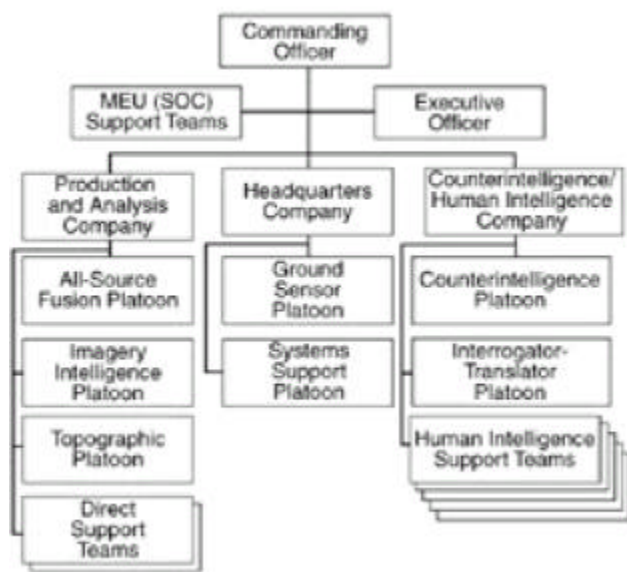 Commanding
Officer
MEU (SOC)
Support Teams
Executive
Officer
Production
and Analysis
Company
Headquarters
Company
Counterintelligence/
Human Intelligence
Company
All-Source
Fusion Platoon
Ground
Sensor
Platoon
Counterintelligence
Platoon
Imagery
Intelligence
Platoon
Systems
Support
Platoon
Interrogator-
Translator
Platoon
Topographic
Platoon
Human Intelligence
Support Teams
Direct
Support
Teams